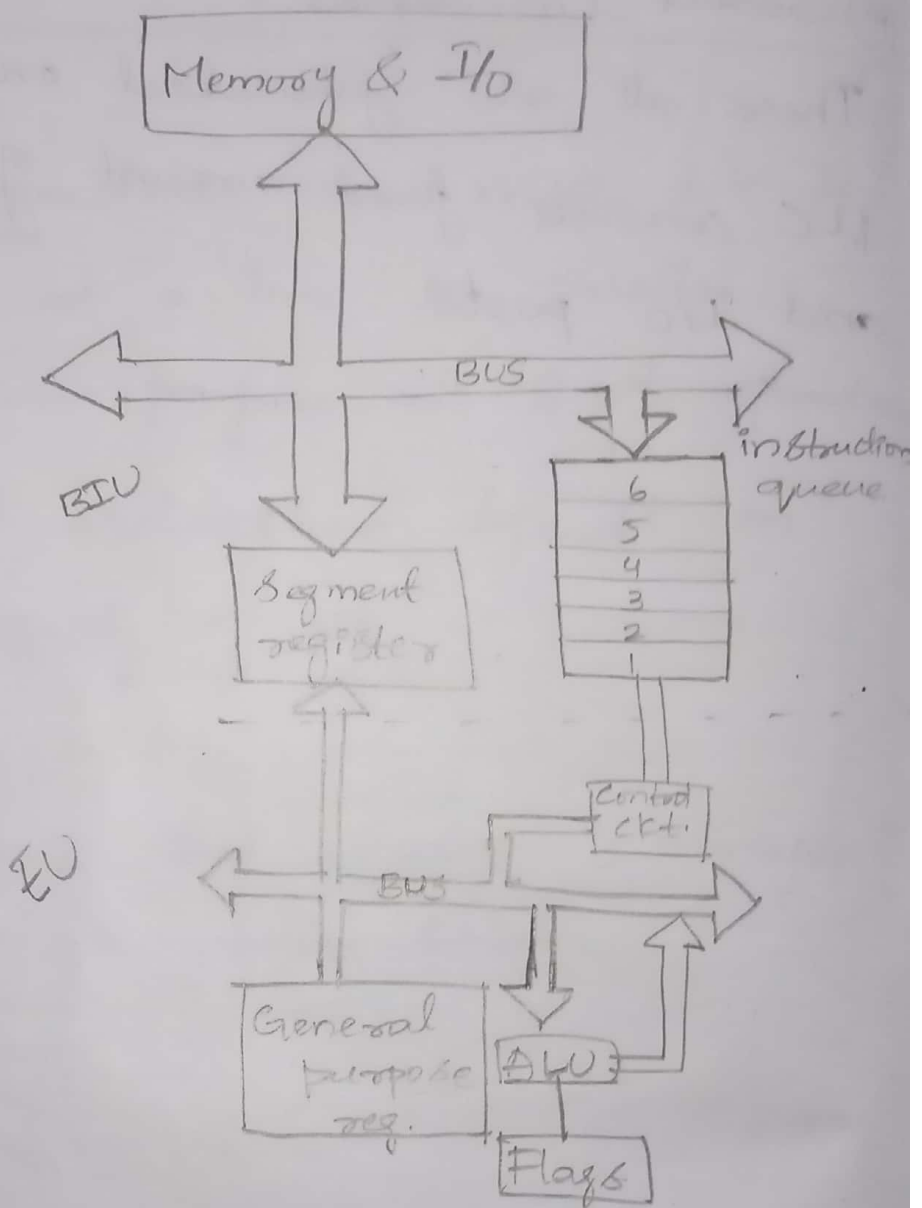 Memory & I/O
BUS
instruction
queue
BIU
6
5
4
3
2
1
Segment
register
Control
ckt.
EU
BUS
General
purpose
reg.
ALU
Flags